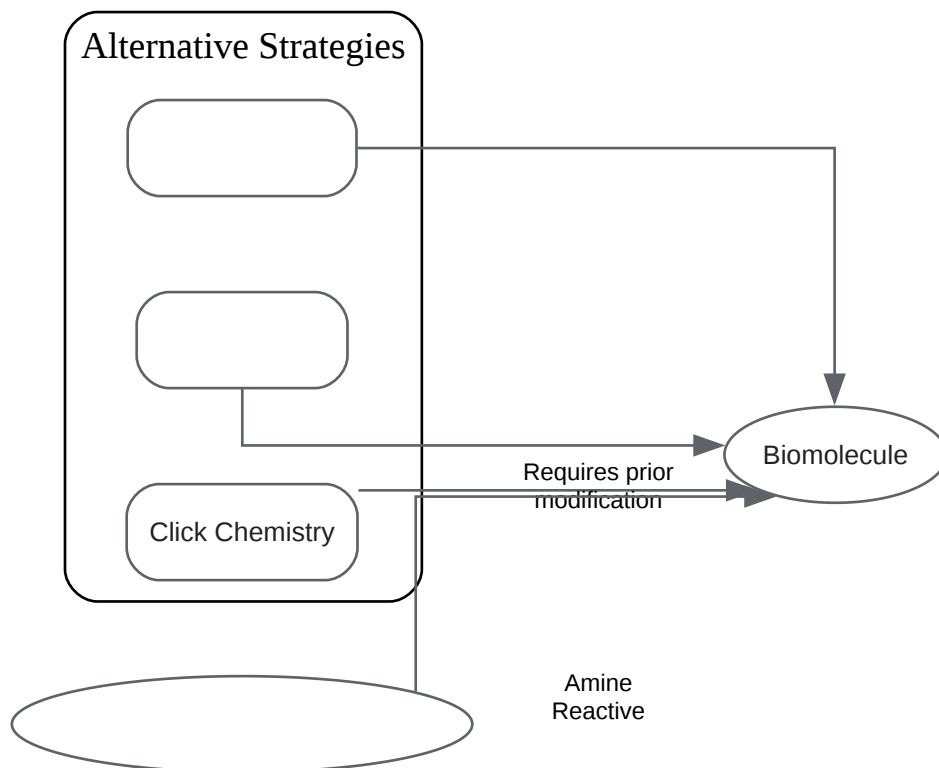 Alternative Strategies
Biomolecule
Requires prior
modification
Click Chemistry
Amine
Reactive